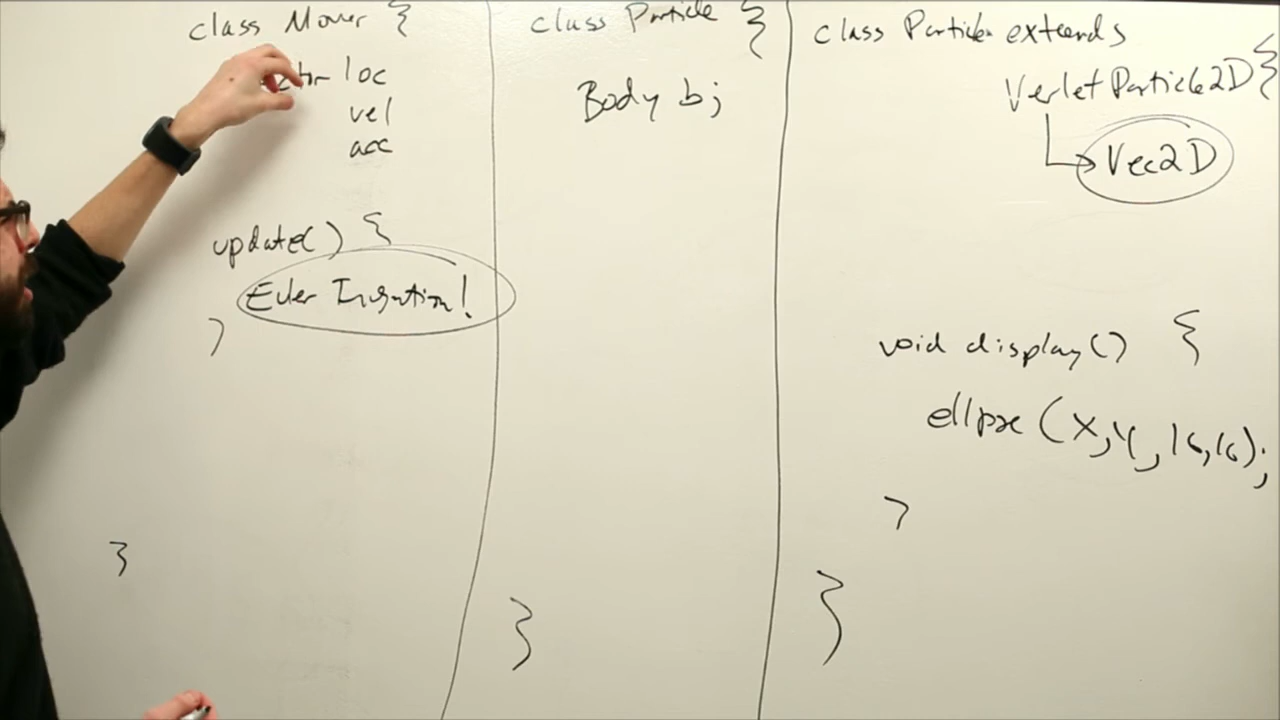 class Mover {
loc
vel
acc
update() {
Euler Integration!
}
}
class Particle {
Body b;
}
class Particle extends
VerletParticle2D {
Vec2D
void display() {
ellipse (x,y,16,16);
}
}